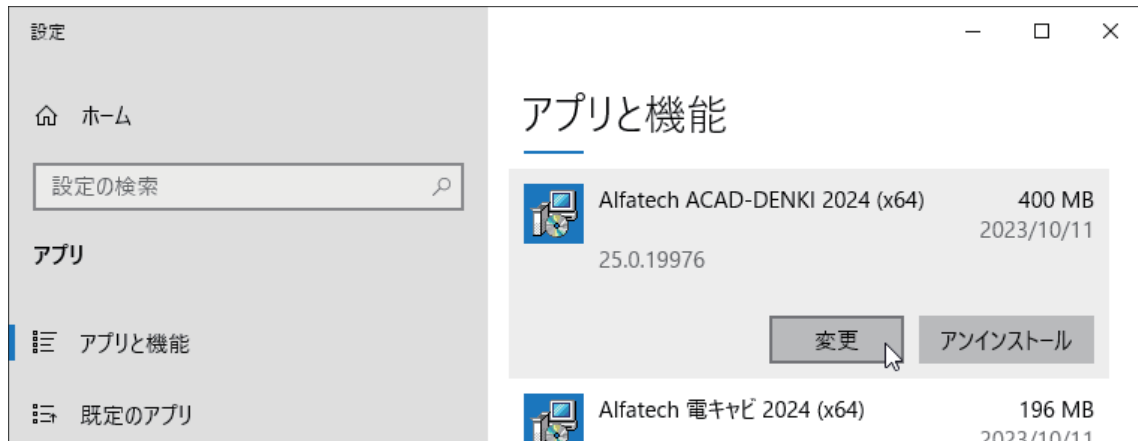 設定
ホーム
設定の検索
アプリ
アプリと機能
既定のアプリ
アプリと機能
Alfatech ACAD-DENKI 2024 (x64)
400 MB
2023/10/11
25.0.19976
変更
アンインストール
Alfatech 電キャビ 2024 (x64)
196 MB
2023/10/11